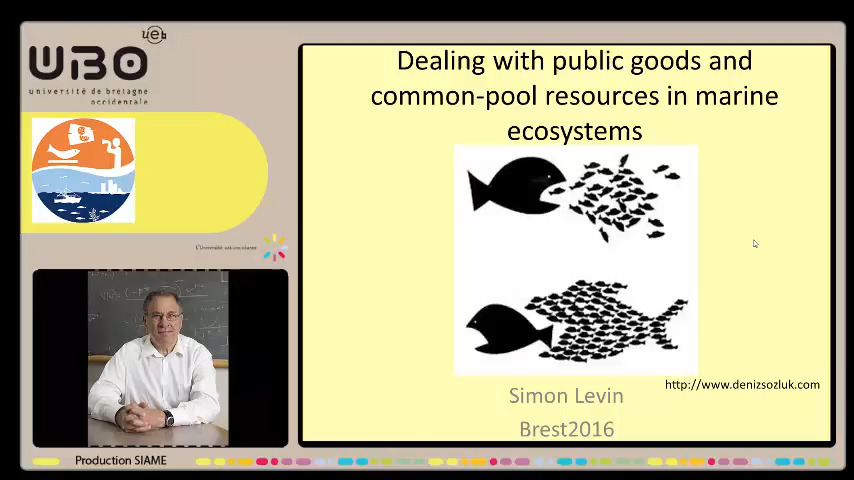 ueb
UBO
université de bretagne
occidentale
Dealing with public goods and
common-pool resources in marine
ecosystems
http://www.denizsozluk.com
Simon Levin
Brest2016
Production SIAME